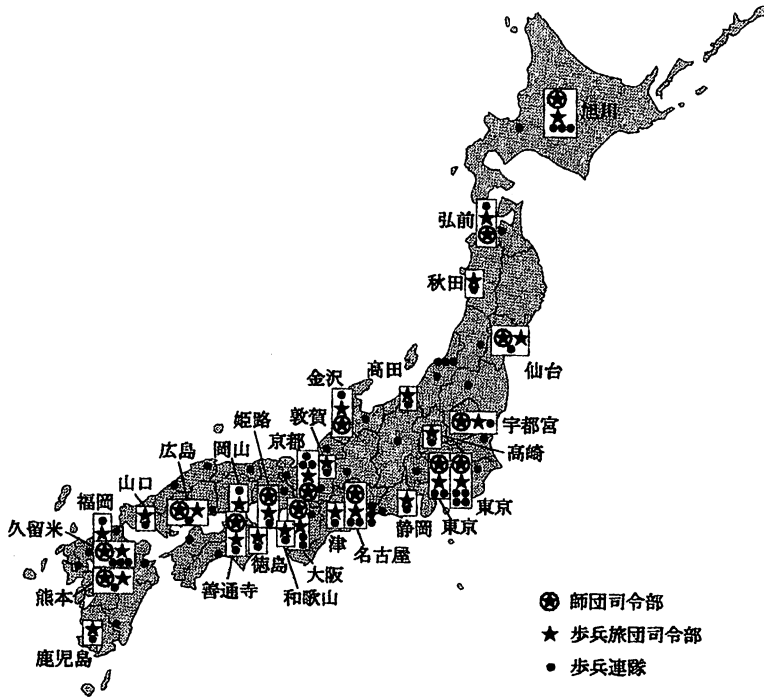 旭川
弘前
秋田
仙台
高田
金沢
宇都宮
敦賀
姫路
京都
高崎
広島
岡山
山口
福岡
東京
静岡
東京
久留米
津
名古屋
徳島
大阪
善通寺
和歌山
熊本
鹿児島
師団司令部
歩兵旅団司令部
歩兵連隊